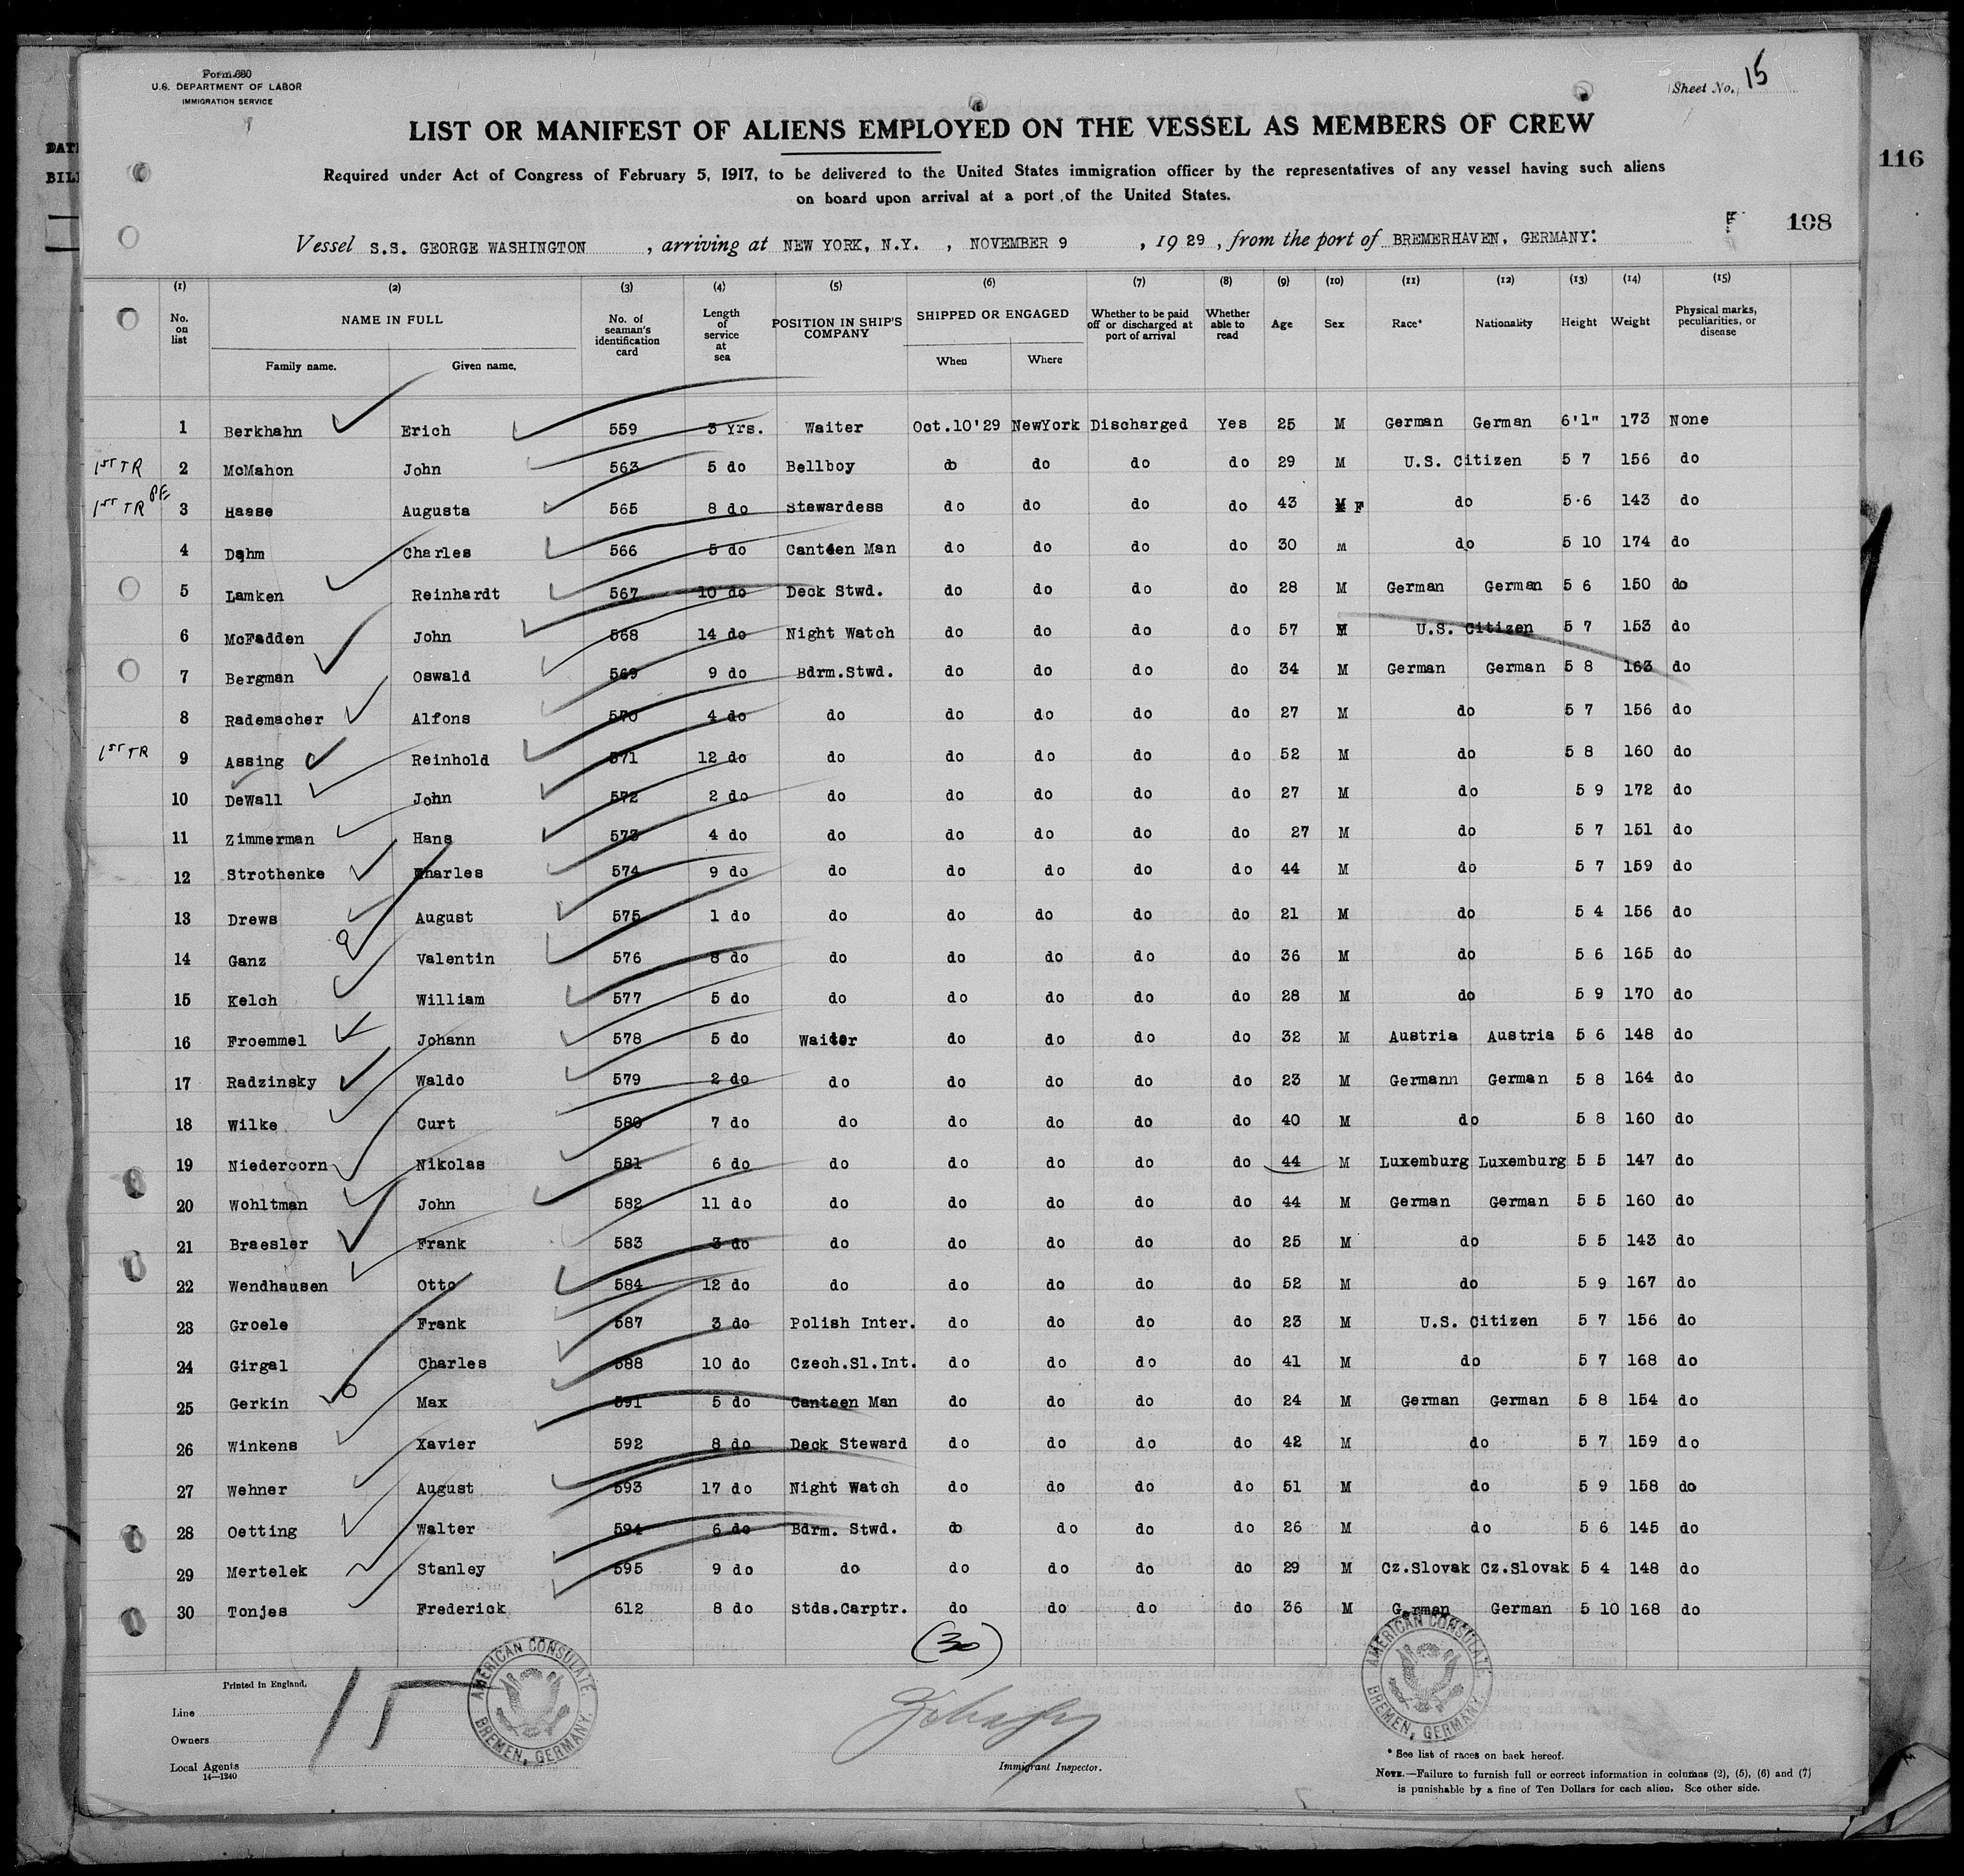 Form 680
U.S. DEPARTMENT OF LABOR
IMMIGRATION SERVICE
Sheet No. 15
LIST OR MANIFEST OF ALIENS EMPLOYED ON THE VESSEL AS MEMBERS OF CREW
DATE
BILL
116
Required under Act of Congress of February 5, 1917, to be delivered to the United States immigration officer by the representatives of any vessel having such aliens
on board upon arrival at a port of the United States.
F 108
Vessel S.S. GEORGE WASHINGTON, arriving at NEW YORK, N.Y., NOVEMBER 9, 1929, from the port of BREMERHAVEN, GERMANY:
(1) (2) (3) (4) (5) (6) (7) (8) (9) (10) (11) (12) (13) (14) (15)
No. on list NAME IN FULL Family name. Given name. No. of seaman's identification card Length of service at sea POSITION IN SHIP'S COMPANY SHIPPED OR ENGAGED When Where Whether to be paid off or discharged at port of arrival Whether able to read Age Sex Race* Nationality Height Weight Physical marks, peculiarities, or disease
1 Berkhahn Erich 559 3 Yrs. Waiter Oct.10'29 NewYork Discharged Yes 25 M German German 6'1" 173 None
1st TR 2 McMahon John 563 5 do Bellboy do do do do 29 M U.S. Citizen 5 7 156 do
1st TR 3 Haase Augusta 565 8 do Stewardess do do do do 43 F do 5.6 143 do
4 Dahm Charles 566 5 do Canteen Man do do do do 30 M do 5 10 174 do
5 Lamken Reinhardt 567 10 do Deck Stwd. do do do do 28 M German German 5 6 150 do
6 McFadden John 568 14 do Night Watch do do do do 57 M U.S. Citizen 5 7 153 do
7 Bergman Oswald 569 9 do Bdrm.Stwd. do do do do 34 M German German 5 8 163 do
8 Rademacher Alfons 570 4 do do do do do do 27 M do 5 7 156 do
1st TR 9 Assing Reinhold 571 12 do do do do do do 52 M do 5 8 160 do
10 DeWall John 572 2 do do do do do do 27 M do 5 9 172 do
11 Zimmerman Hans 573 4 do do do do do do 27 M do 5 7 151 do
12 Strothenke Charles 574 9 do do do do do do 44 M do 5 7 159 do
13 Drews August 575 1 do do do do do do 21 M do 5 4 156 do
14 Ganz Valentin 576 8 do do do do do do 36 M do 5 6 165 do
15 Kelch William 577 5 do do do do do do 28 M do 5 9 170 do
16 Froemmel Johann 578 5 do Waiter do do do do 32 M Austria Austria 5 6 148 do
17 Radzinsky Waldo 579 2 do do do do do do 23 M Germann German 5 8 164 do
18 Wilke Curt 580 7 do do do do do do 40 M do 5 8 160 do
19 Niedercorn Nikolas 581 6 do do do do do do 44 M Luxemburg Luxemburg 5 5 147 do
20 Wohltman John 582 11 do do do do do do 44 M German German 5 5 160 do
21 Braesler Frank 583 3 do do do do do do 25 M do 5 5 143 do
22 Wendhausen Otto 584 12 do do do do do do 52 M do 5 9 167 do
23 Groele Frank 587 3 do Polish Inter. do do do do 23 M U.S. Citizen 5 7 156 do
24 Girgal Charles 588 10 do Czech.Sl.Int. do do do do 41 M do 5 7 168 do
25 Gerkin Max 591 5 do Canteen Man do do do do 24 M German German 5 8 154 do
26 Winkens Xavier 592 8 do Deck Steward do do do do 42 M do 5 7 159 do
27 Wehner August 593 17 do Night Watch do do do do 51 M do 5 9 158 do
28 Oetting Walter 594 6 do Bdrm. Stwd. do do do do 26 M do 5 6 145 do
29 Mertelek Stanley 595 9 do do do do do do 29 M Cz.Slovak Cz.Slovak 5 4 148 do
30 Tonjes Frederick 612 8 do Stds.Carptr. do do do do 36 M German German 5 10 168 do
(30)
AMERICAN CONSULATE. BREMEN, GERMANY.
AMERICAN CONSULATE. BREMEN, GERMANY.
Printed in England.
15
Line
Owners
Local Agents
14—1240
Immigrant Inspector.
* See list of races on back hereof.
NOTE.—Failure to furnish full or correct information in columns (2), (5), (6) and (7)
is punishable by a fine of Ten Dollars for each alien. See other side.